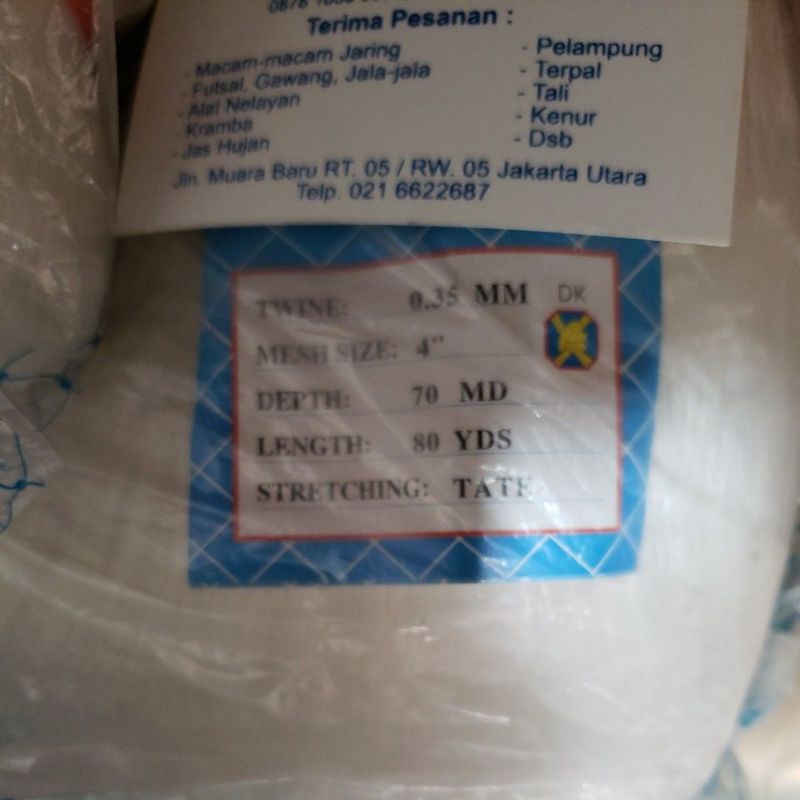 Terima Pesanan :
- Macam-macam Jaring
- Futsal, Gawang, Jala-jala
- Alat Nelayan
- Kramba
- Jas Hujan
- Pelampung
- Terpal
- Tali
- Kenur
- Dsb
Jln. Muara Baru RT. 05 / RW. 05 Jakarta Utara
Telp. 021 6622687
TWINE: 0.35 MM DK
MESH SIZE: 4"
DEPTH: 70 MD
LENGTH: 80 YDS
STRETCHING: TATE